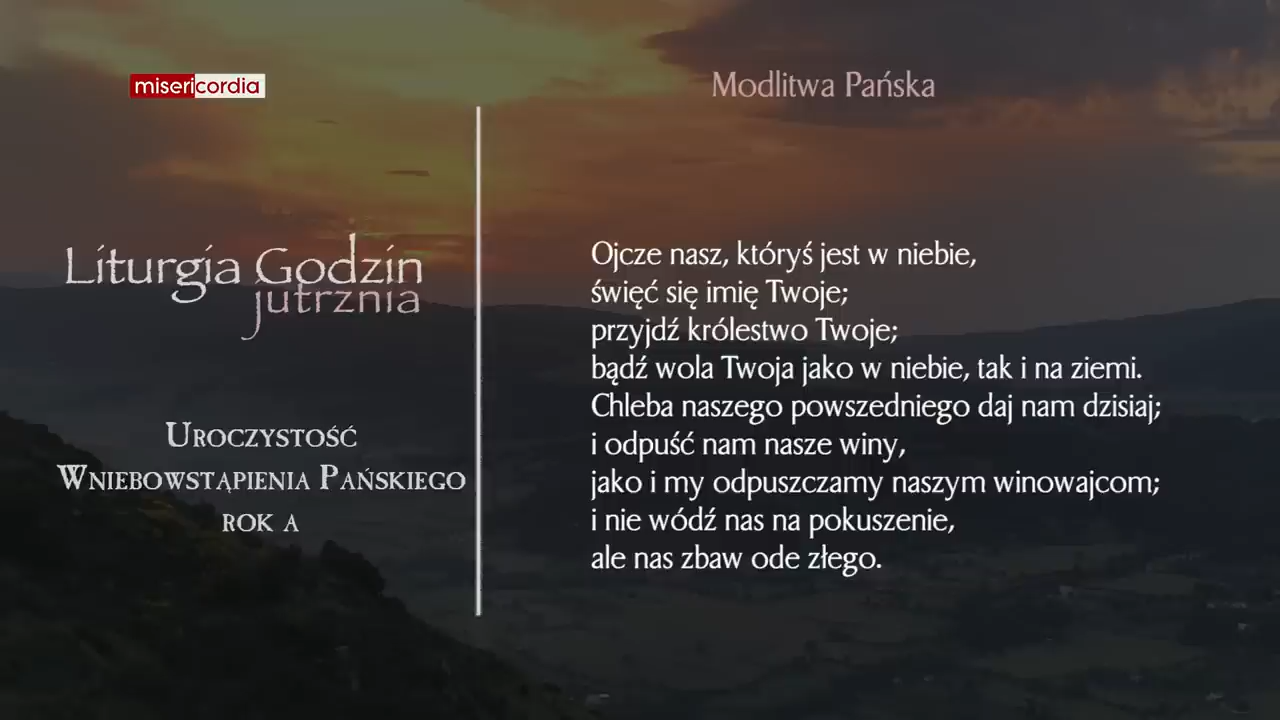 misericordia
Liturgia Godzin
jutrznia
Uroczystość
Wniebowstąpienia Pańskiego
rok A
Modlitwa Pańska
Ojcze nasz, któryś jest w niebie,
święć się imię Twoje;
przyjdź królestwo Twoje;
bądź wola Twoja jako w niebie, tak i na ziemi.
Chleba naszego powszedniego daj nam dzisiaj;
i odpuść nam nasze winy,
jako i my odpuszczamy naszym winowajcom;
i nie wódź nas na pokuszenie,
ale nas zbaw ode złego.